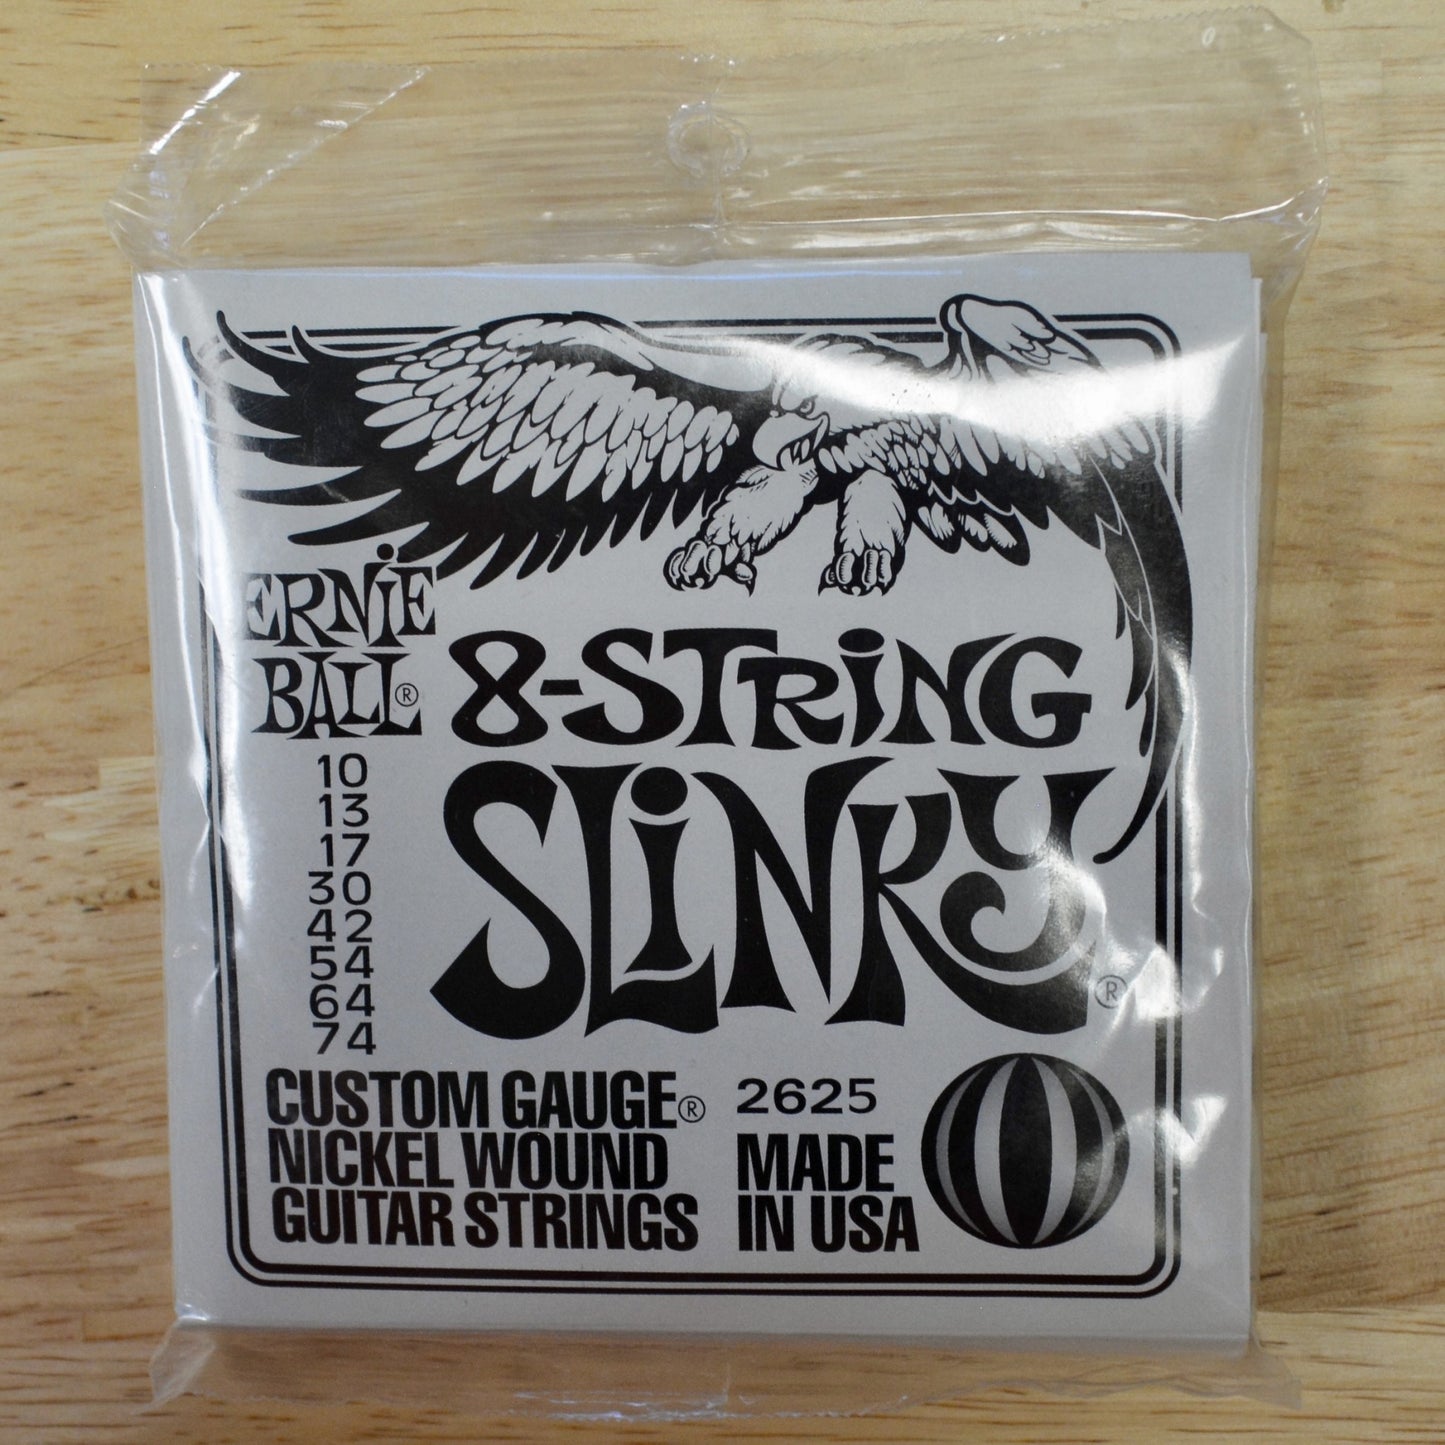 ERNIE
BALL®
8-STRING
SLINKY®
10
13
17
30
42
54
64
74
CUSTOM GAUGE®
NICKEL WOUND
GUITAR STRINGS
2625
MADE
IN USA